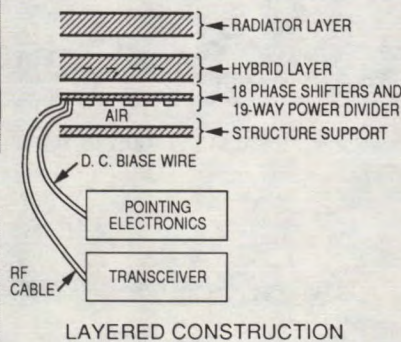 RADIATOR LAYER
HYBRID LAYER
18 PHASE SHIFTERS AND
19-WAY POWER DIVIDER
AIR
STRUCTURE SUPPORT
D. C. BIASE WIRE
POINTING
ELECTRONICS
RF
CABLE
TRANSCEIVER
LAYERED CONSTRUCTION